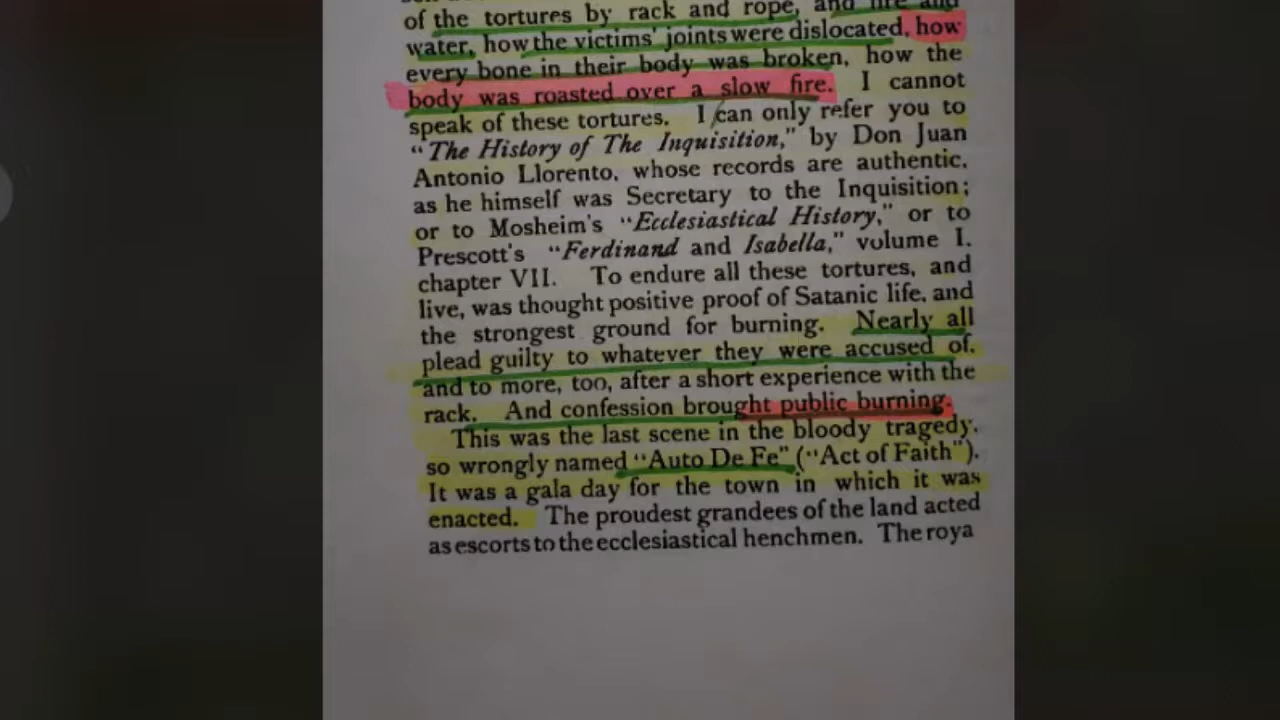 of the tortures by rack and rope, and fire and
water, how the victims' joints were dislocated, how
every bone in their body was broken, how the
body was roasted over a slow fire. I cannot
speak of these tortures. I can only refer you to
"The History of The Inquisition," by Don Juan
Antonio Llorento, whose records are authentic,
as he himself was Secretary to the Inquisition;
or to Mosheim's "Ecclesiastical History," or to
Prescott's "Ferdinand and Isabella," volume I.
chapter VII. To endure all these tortures, and
live, was thought positive proof of Satanic life, and
the strongest ground for burning. Nearly all
plead guilty to whatever they were accused of,
and to more, too, after a short experience with the
rack. And confession brought public burning.
This was the last scene in the bloody tragedy,
so wrongly named "Auto De Fe" ("Act of Faith").
It was a gala day for the town in which it was
enacted. The proudest grandees of the land acted
as escorts to the ecclesiastical henchmen. The roya